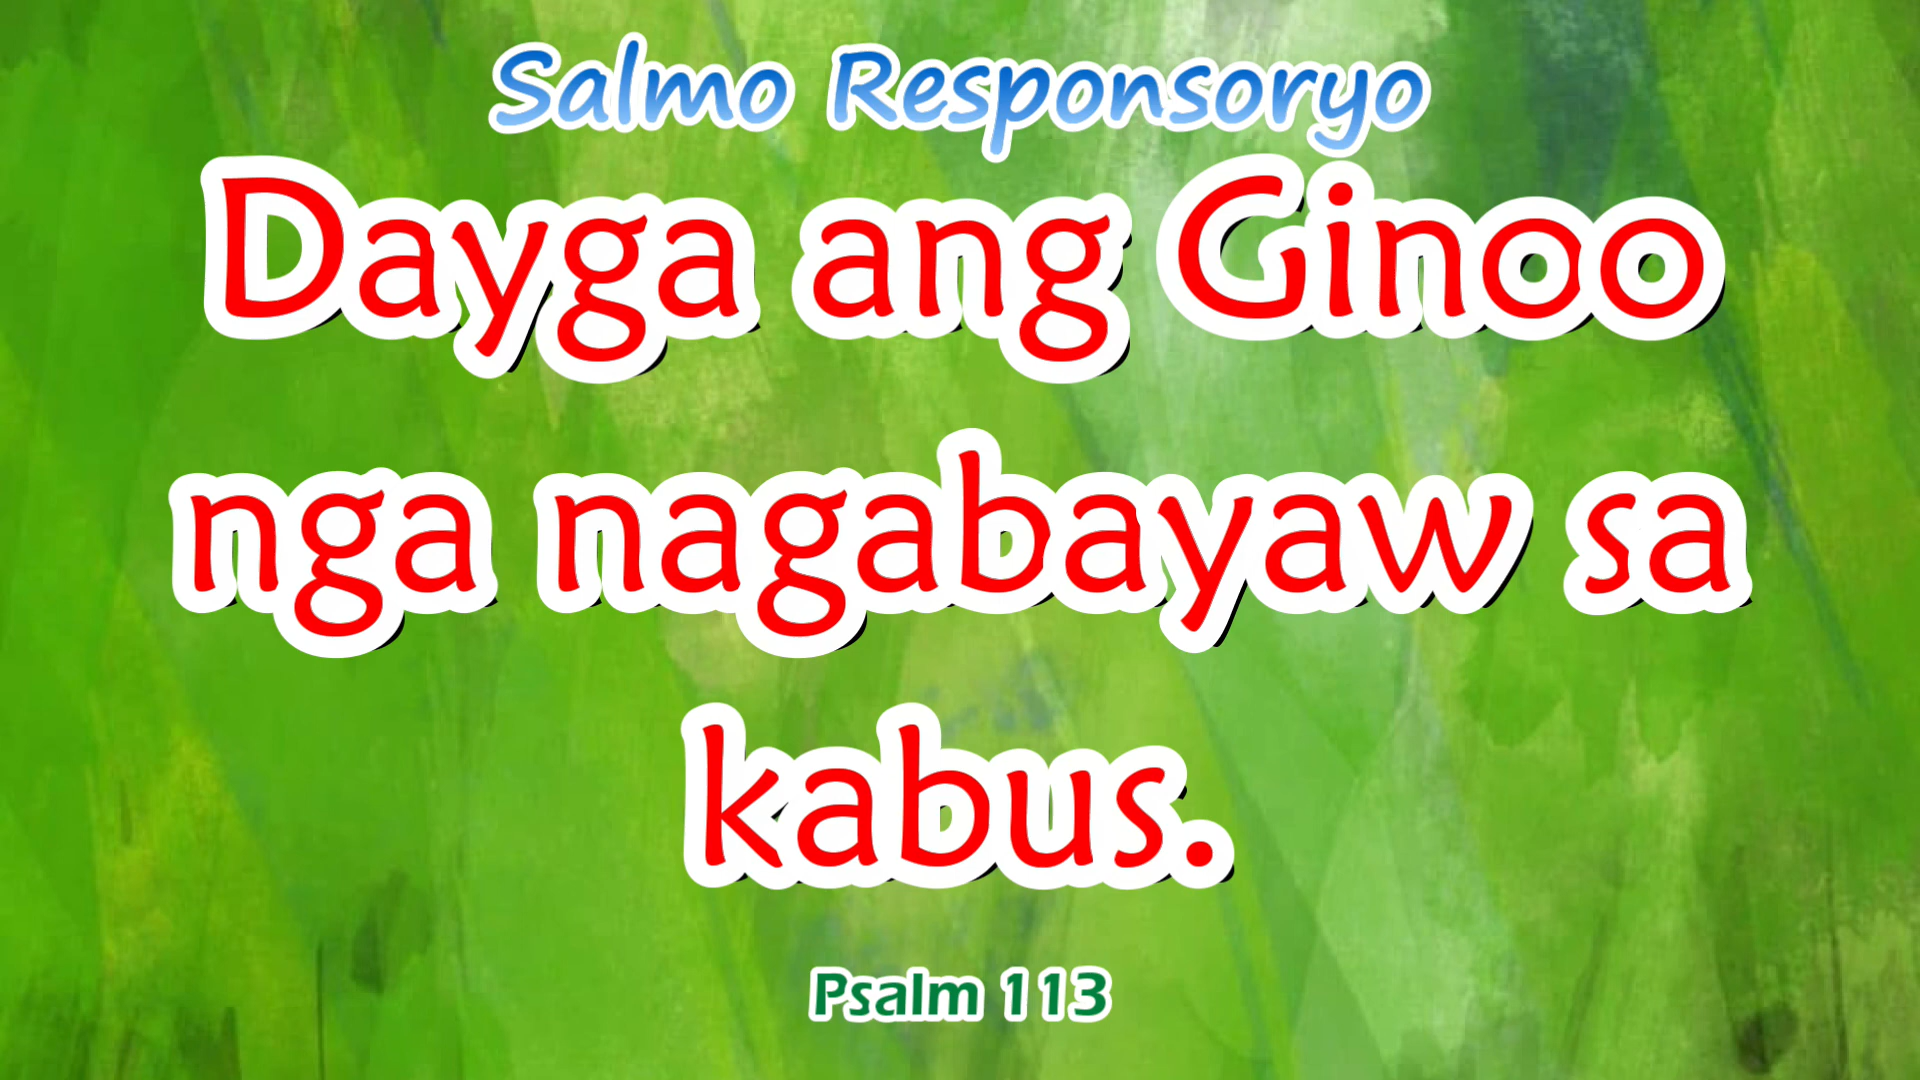 Salmo Responsoryo
Dayga ang Ginoo
nga nagabayaw sa
kabus.
Psalm 113